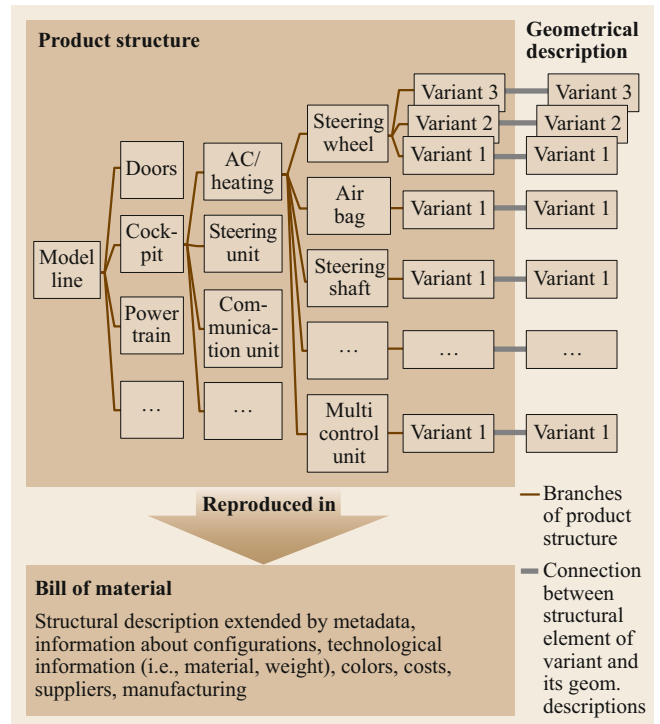 Product structure
Geometrical
description
Model
line
Doors
Cock-
pit
Power
train
…
AC/
heating
Steering
unit
Com-
munica-
tion unit
…
Steering
wheel
Air
bag
Steering
shaft
…
Multi
control
unit
Variant 3
Variant 2
Variant 1
Variant 1
Variant 1
…
Variant 1
Variant 3
Variant 2
Variant 1
Variant 1
Variant 1
…
Variant 1
Reproduced in
Bill of material
Structural description extended by metadata,
information about configurations, technological
information (i.e., material, weight), colors, costs,
suppliers, manufacturing
Branches
of product
structure
Connection
between
structural
element of
variant and
its geom.
descriptions